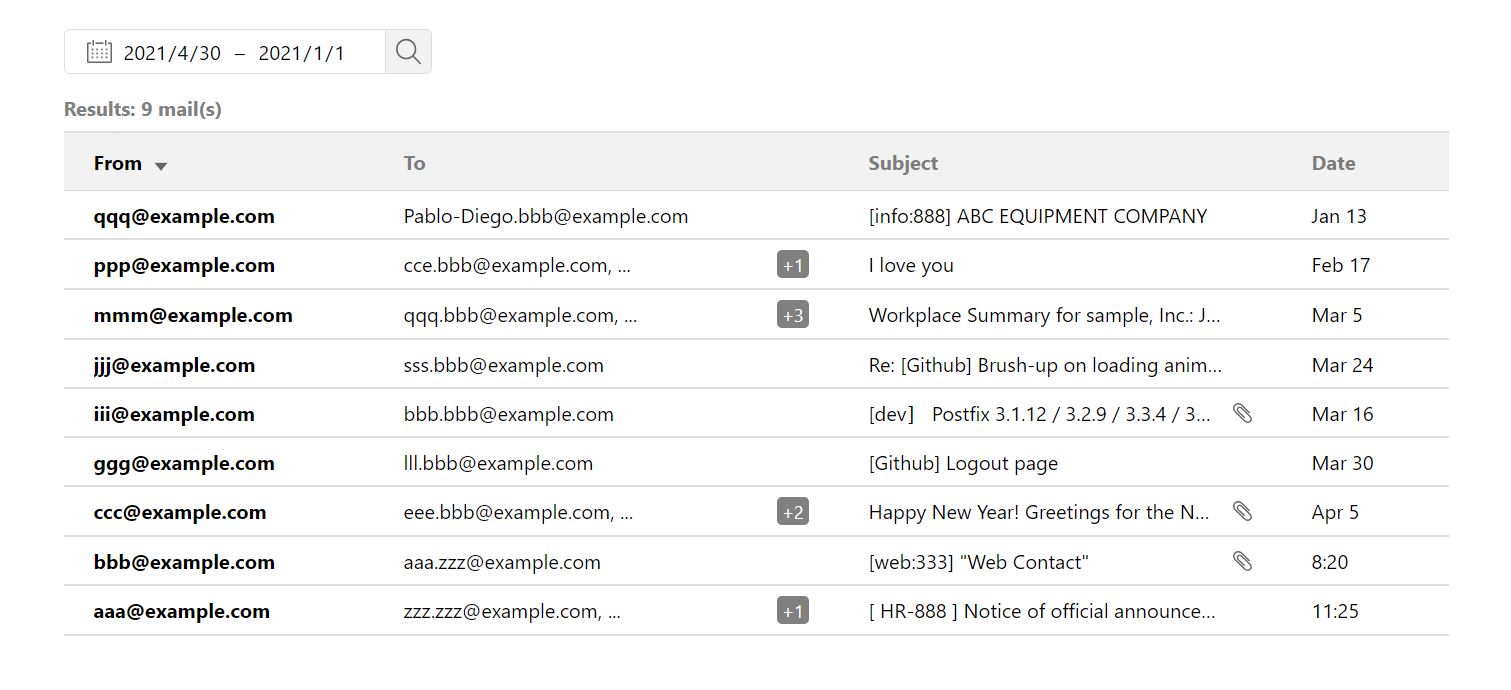 2021/4/30 – 2021/1/1
Results: 9 mail(s)
From To Subject Date
qqq@example.com Pablo-Diego.bbb@example.com [info:888] ABC EQUIPMENT COMPANY Jan 13
ppp@example.com cce.bbb@example.com, ... +1 I love you Feb 17
mmm@example.com qqq.bbb@example.com, ... +3 Workplace Summary for sample, Inc.: J... Mar 5
jjj@example.com sss.bbb@example.com Re: [Github] Brush-up on loading anim... Mar 24
iii@example.com bbb.bbb@example.com [dev] Postfix 3.1.12 / 3.2.9 / 3.3.4 / 3... Mar 16
ggg@example.com lll.bbb@example.com [Github] Logout page Mar 30
ccc@example.com eee.bbb@example.com, ... +2 Happy New Year! Greetings for the N... Apr 5
bbb@example.com aaa.zzz@example.com [web:333] "Web Contact" 8:20
aaa@example.com zzz.zzz@example.com, ... +1 [ HR-888 ] Notice of official announce... 11:25